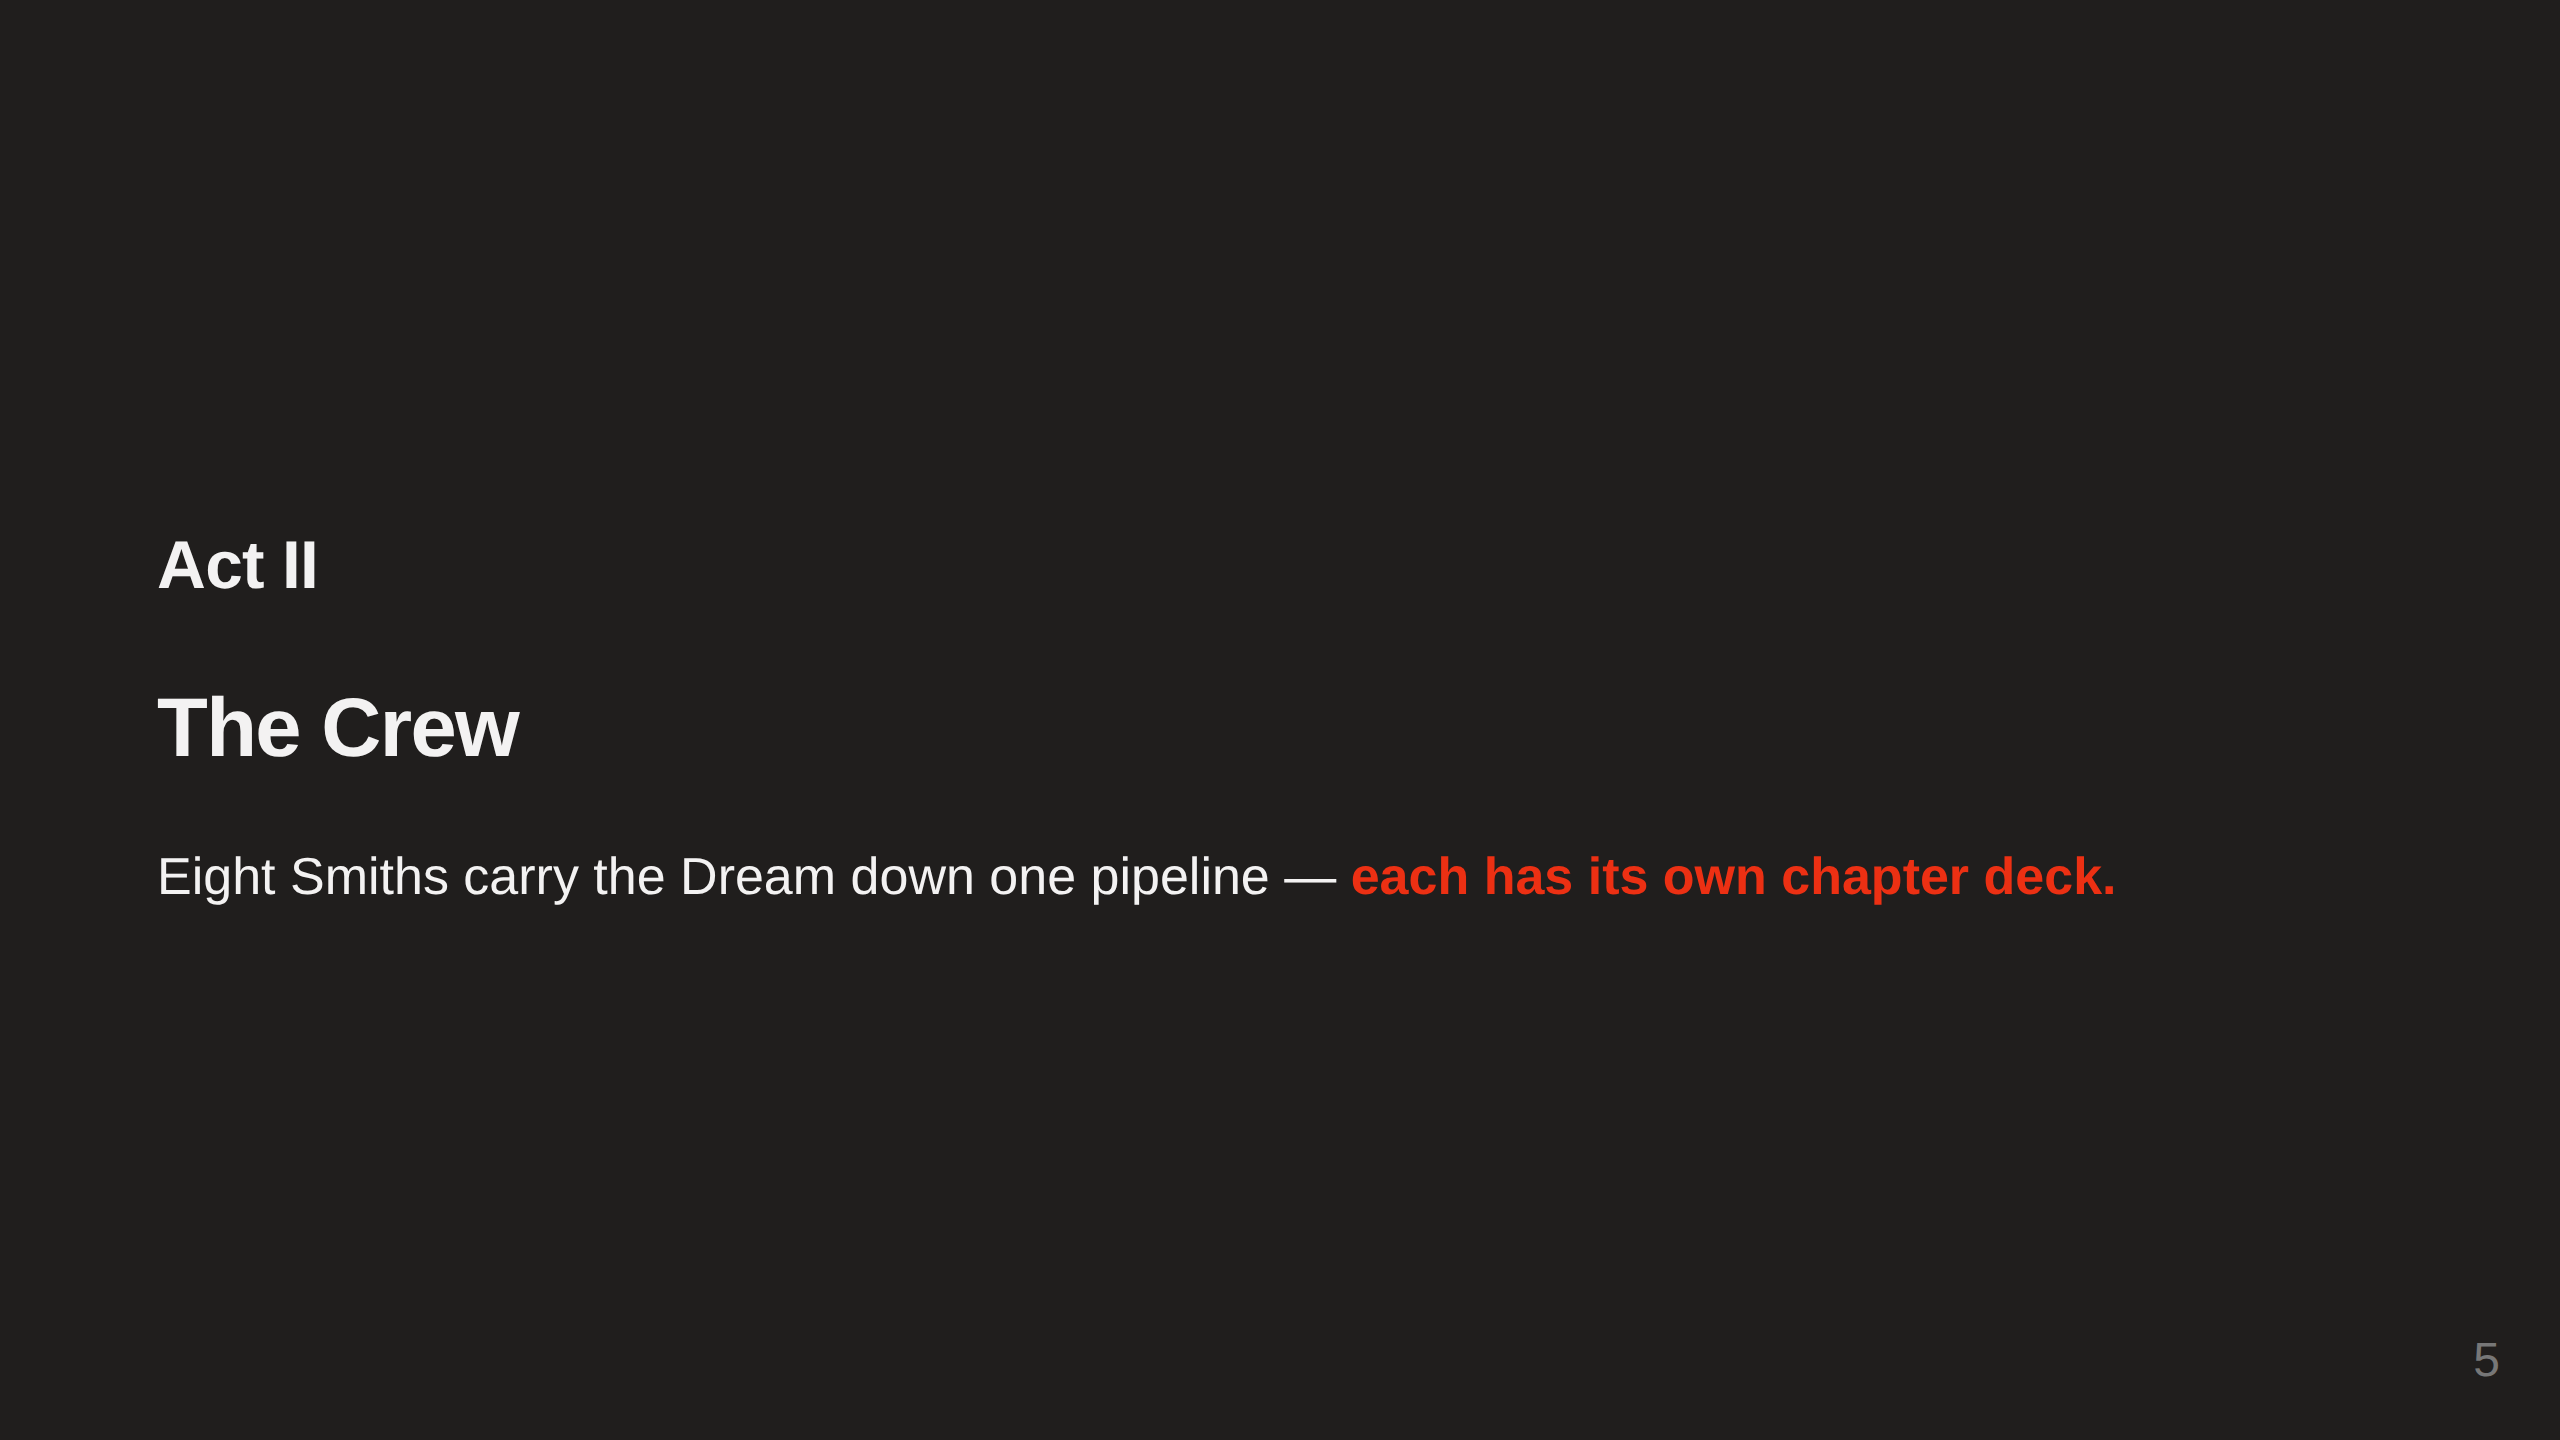 Act II
The Crew
Eight Smiths carry the Dream down one pipeline — each has its own chapter deck.
5